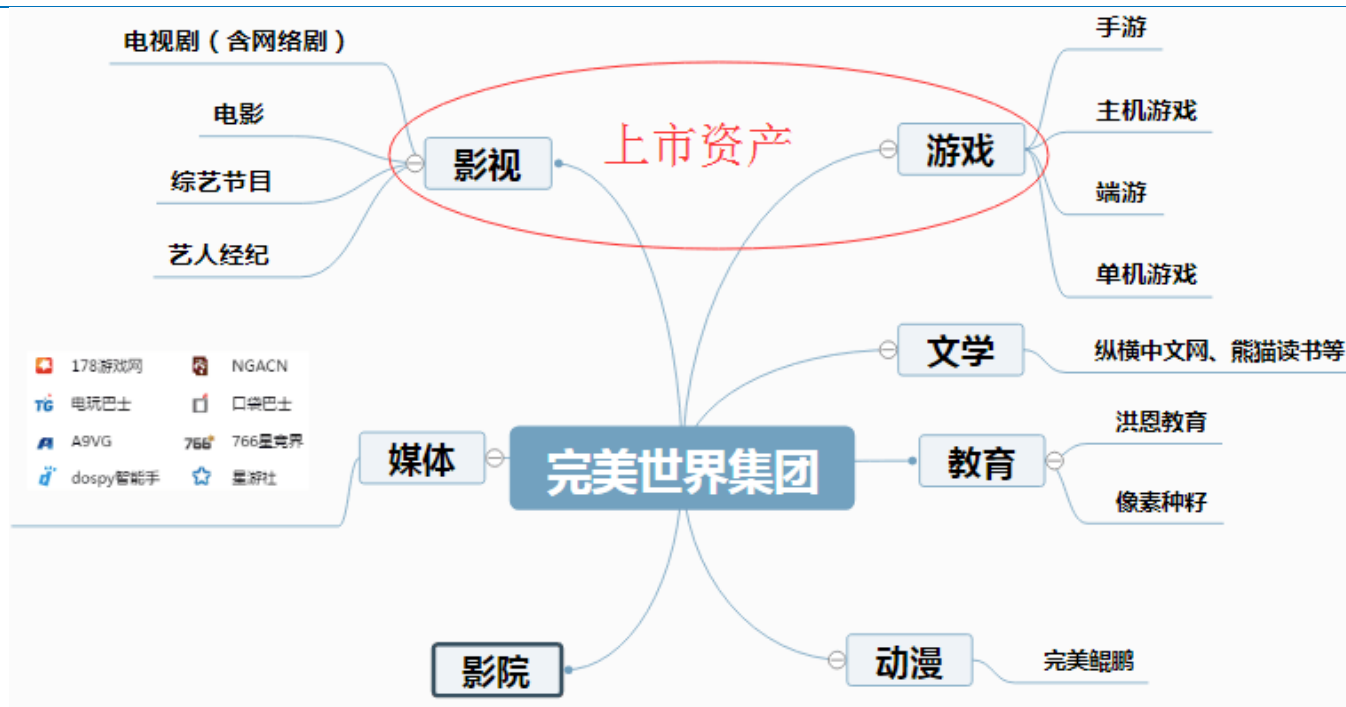 电视剧（含网络剧）
电影
综艺节目
艺人经纪
影视
上市资产
游戏
手游
主机游戏
端游
单机游戏
文学
纵横中文网、熊猫读书等
178游戏网
NGACN
TG 电玩巴士
口袋巴士
A9VG
766 766星竞界
d dospy智能手
星游社
媒体
完美世界集团
教育
洪恩教育
像素种籽
影院
动漫
完美鲲鹏